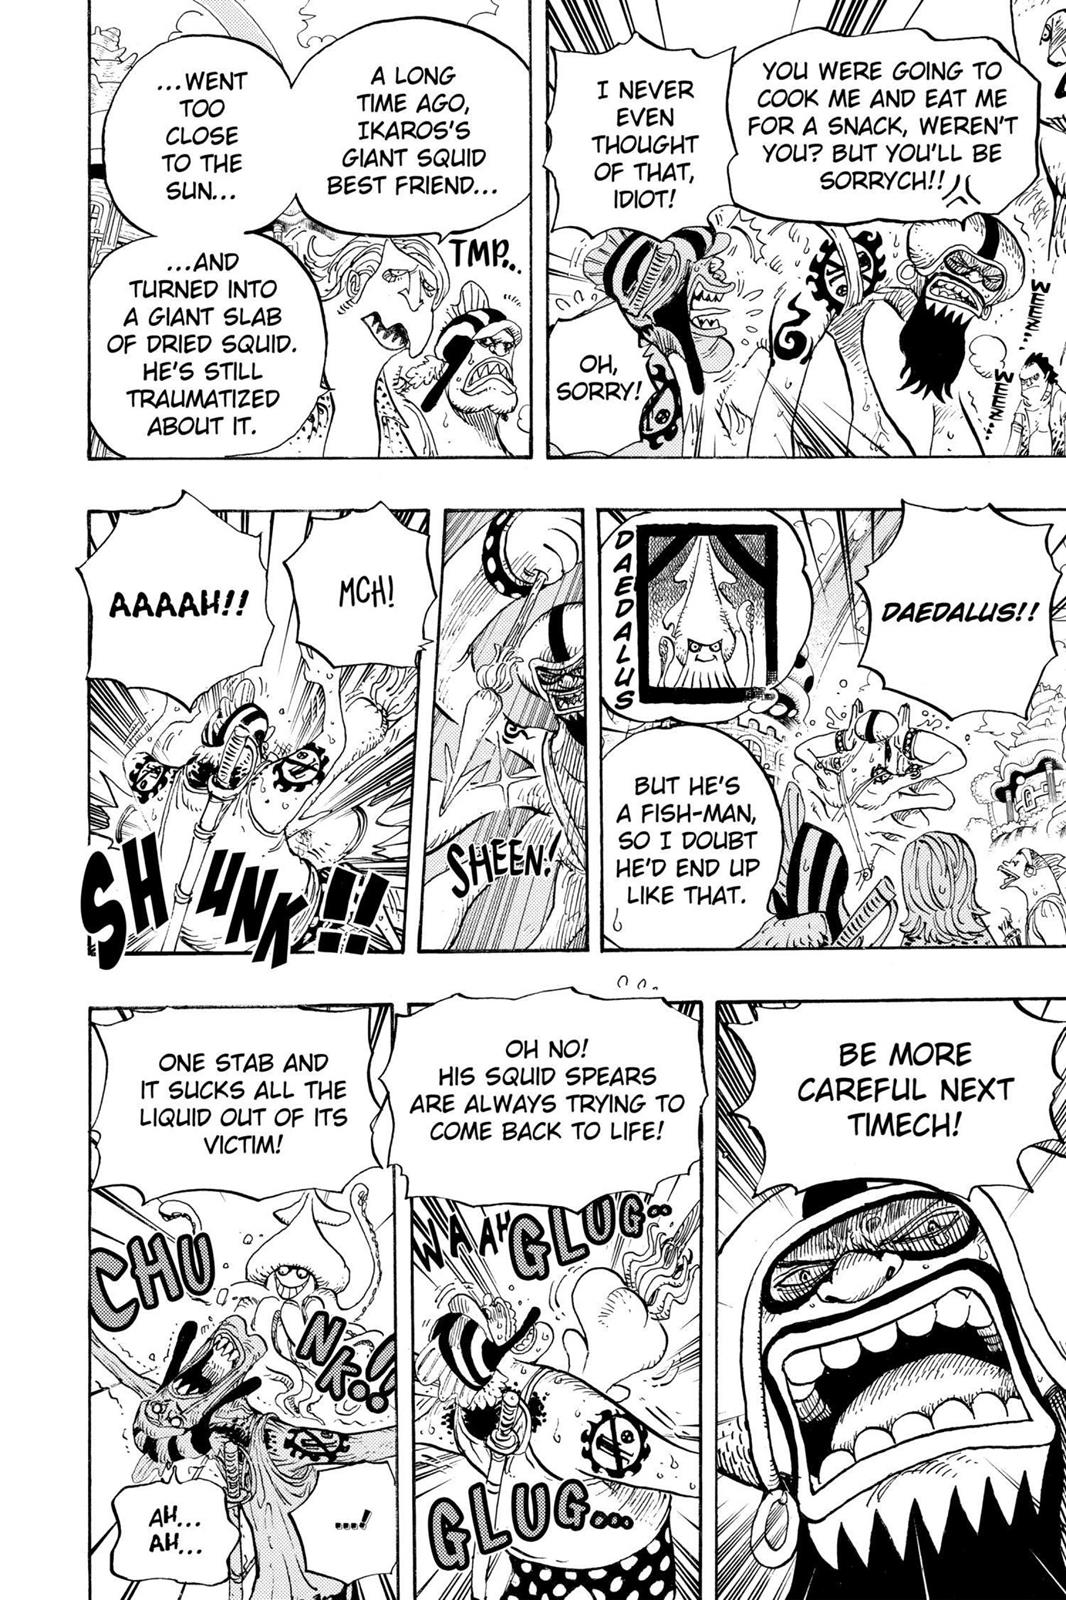 YOU WERE GOING TO
COOK ME AND EAT ME
FOR A SNACK, WEREN'T
YOU? BUT YOU'LL BE
SORRYCH!!
I NEVER
EVEN
THOUGHT
OF THAT,
IDIOT!
OH,
SORRY!
WEEN...
WEEN...
A LONG
TIME AGO,
IKAROS'S
GIANT SQUID
BEST FRIEND...
...WENT
TOO
CLOSE
TO THE
SUN...
TMP...
...AND
TURNED INTO
A GIANT SLAB
OF DRIED SQUID.
HE'S STILL
TRAUMATIZED
ABOUT IT.
DAEDALUS!!
DAEDALUS
BUT HE'S
A FISH-MAN,
SO I DOUBT
HE'D END UP
LIKE THAT.
SHEEN!
MCH!
AAAAH!!
SHUNK!!
BE MORE
CAREFUL NEXT
TIMECH!
OH NO!
HIS SQUID SPEARS
ARE ALWAYS TRYING TO
COME BACK TO LIFE!
WAAH
GLUG...
GLUG...
ONE STAB AND
IT SUCKS ALL THE
LIQUID OUT OF ITS
VICTIM!
CHU
NK!!
...!
AH...
AH...